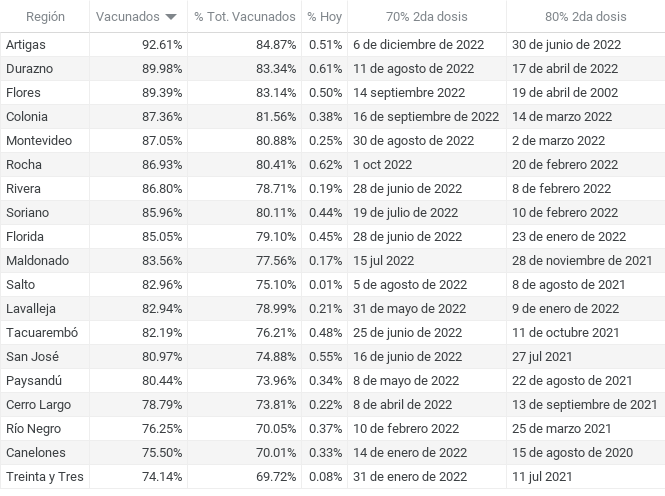 Región Vacunados % Tot. Vacunados % Hoy 70% 2da dosis 80% 2da dosis
Artigas 92.61% 84.87% 0.51% 6 de diciembre de 2022 30 de junio de 2022
Durazno 89.98% 83.34% 0.61% 11 de agosto de 2022 17 de abril de 2022
Flores 89.39% 83.14% 0.50% 14 septiembre 2022 19 de abril de 2002
Colonia 87.36% 81.56% 0.38% 16 de septiembre de 2022 14 de marzo 2022
Montevideo 87.05% 80.88% 0.25% 30 de agosto de 2022 2 de marzo 2022
Rocha 86.93% 80.41% 0.62% 1 oct 2022 20 de febrero 2022
Rivera 86.80% 78.71% 0.19% 28 de junio de 2022 8 de febrero 2022
Soriano 85.96% 80.11% 0.44% 19 de julio de 2022 10 de febrero 2022
Florida 85.05% 79.10% 0.45% 28 de junio de 2022 23 de enero de 2022
Maldonado 83.56% 77.56% 0.17% 15 jul 2022 28 de noviembre de 2021
Salto 82.96% 75.10% 0.01% 5 de agosto de 2022 8 de agosto de 2021
Lavalleja 82.94% 78.99% 0.21% 31 de mayo de 2022 9 de enero de 2022
Tacuarembó 82.19% 76.21% 0.48% 25 de junio de 2022 11 de octubre 2021
San José 80.97% 74.88% 0.55% 16 de junio de 2022 27 jul 2021
Paysandú 80.44% 73.96% 0.34% 8 de mayo de 2022 22 de agosto de 2021
Cerro Largo 78.79% 73.81% 0.22% 8 de abril de 2022 13 de septiembre de 2021
Río Negro 76.25% 70.05% 0.37% 10 de febrero de 2022 25 de marzo 2021
Canelones 75.50% 70.01% 0.33% 14 de enero de 2022 15 de agosto de 2020
Treinta y Tres 74.14% 69.72% 0.08% 31 de enero de 2022 11 jul 2021